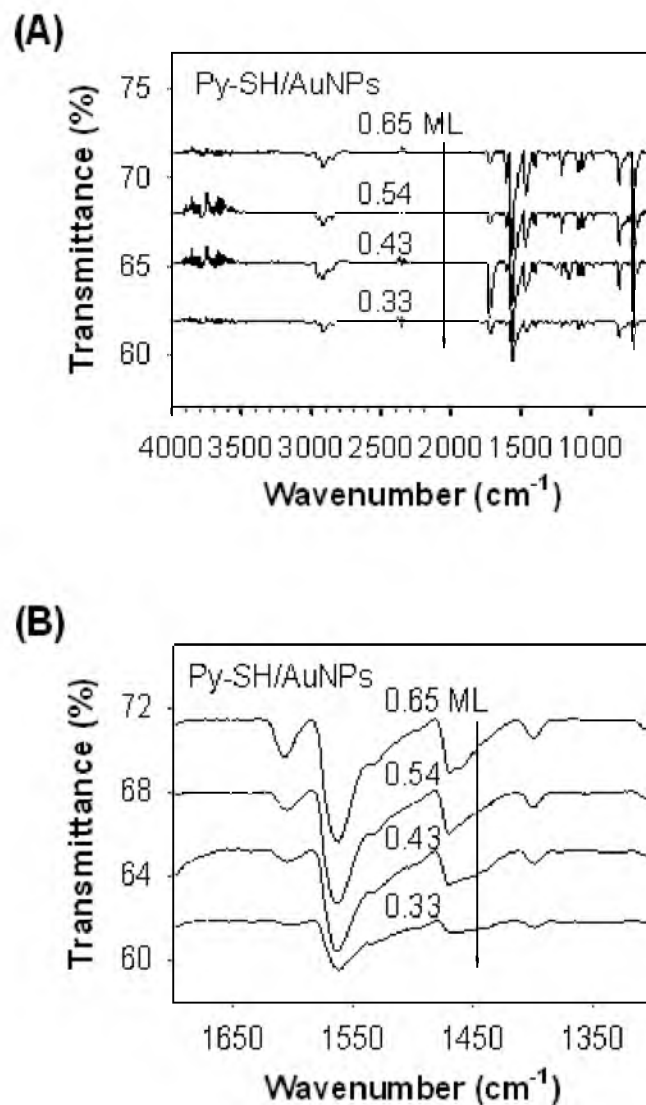 (A)
Py-SH/AuNPs
75
0.65 ML
70
0.54
0.43
65
0.33
60
Transmittance (%)
4000 3500 3000 2500 2000 1500 1000
Wavenumber (cm⁻¹)
(B)
Py-SH/AuNPs
72
0.65 ML
0.54
68
0.43
64
0.33
60
Transmittance (%)
1650 1550 1450 1350
Wavenumber (cm⁻¹)